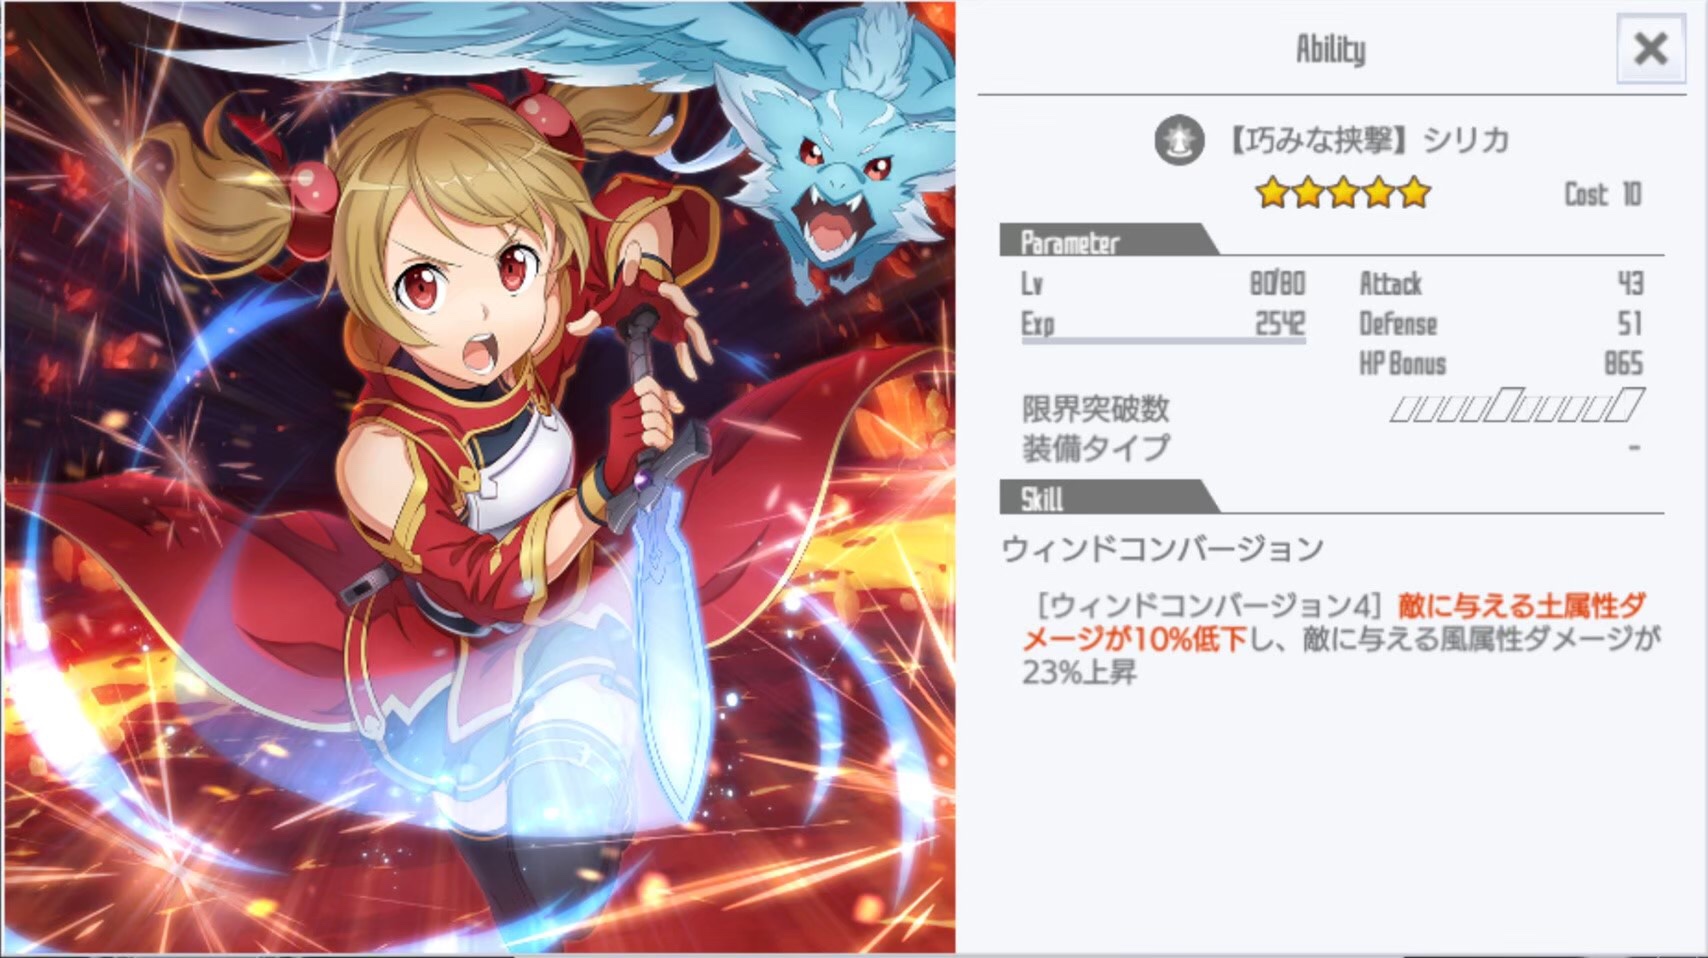 Ability
【巧みな挟撃】シリカ
Cost 10
Parameter
Lv 80/80 Attack 43
Exp 2542 Defense 51
HP Bonus 865
限界突破数
装備タイプ -
Skill
ウィンドコンバージョン
［ウィンドコンバージョン4］敵に与える土属性ダ
メージが10%低下し、敵に与える風属性ダメージが
23%上昇